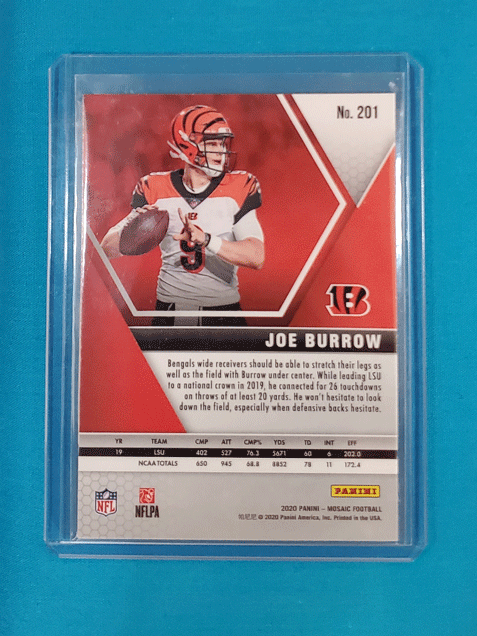 No. 201
9
B
JOE BURROW
Bengals wide receivers should be able to stretch their legs as
well as the field with Burrow under center. While leading LSU
to a national crown in 2019, he connected for 26 touchdowns
on throws of at least 20 yards. He won't hesitate to look
down the field, especially when defensive backs hesitate.
YR TEAM CMP ATT CMP% YDS TD INT EFF
19 LSU 402 527 76.3 5671 60 6 202.0
NCAA TOTALS 650 945 68.8 8852 78 11 172.4
NFL
NFLPA
PANINI
2020 PANINI – MOSAIC FOOTBALL
© 2020 Panini America, Inc. Printed in the USA.